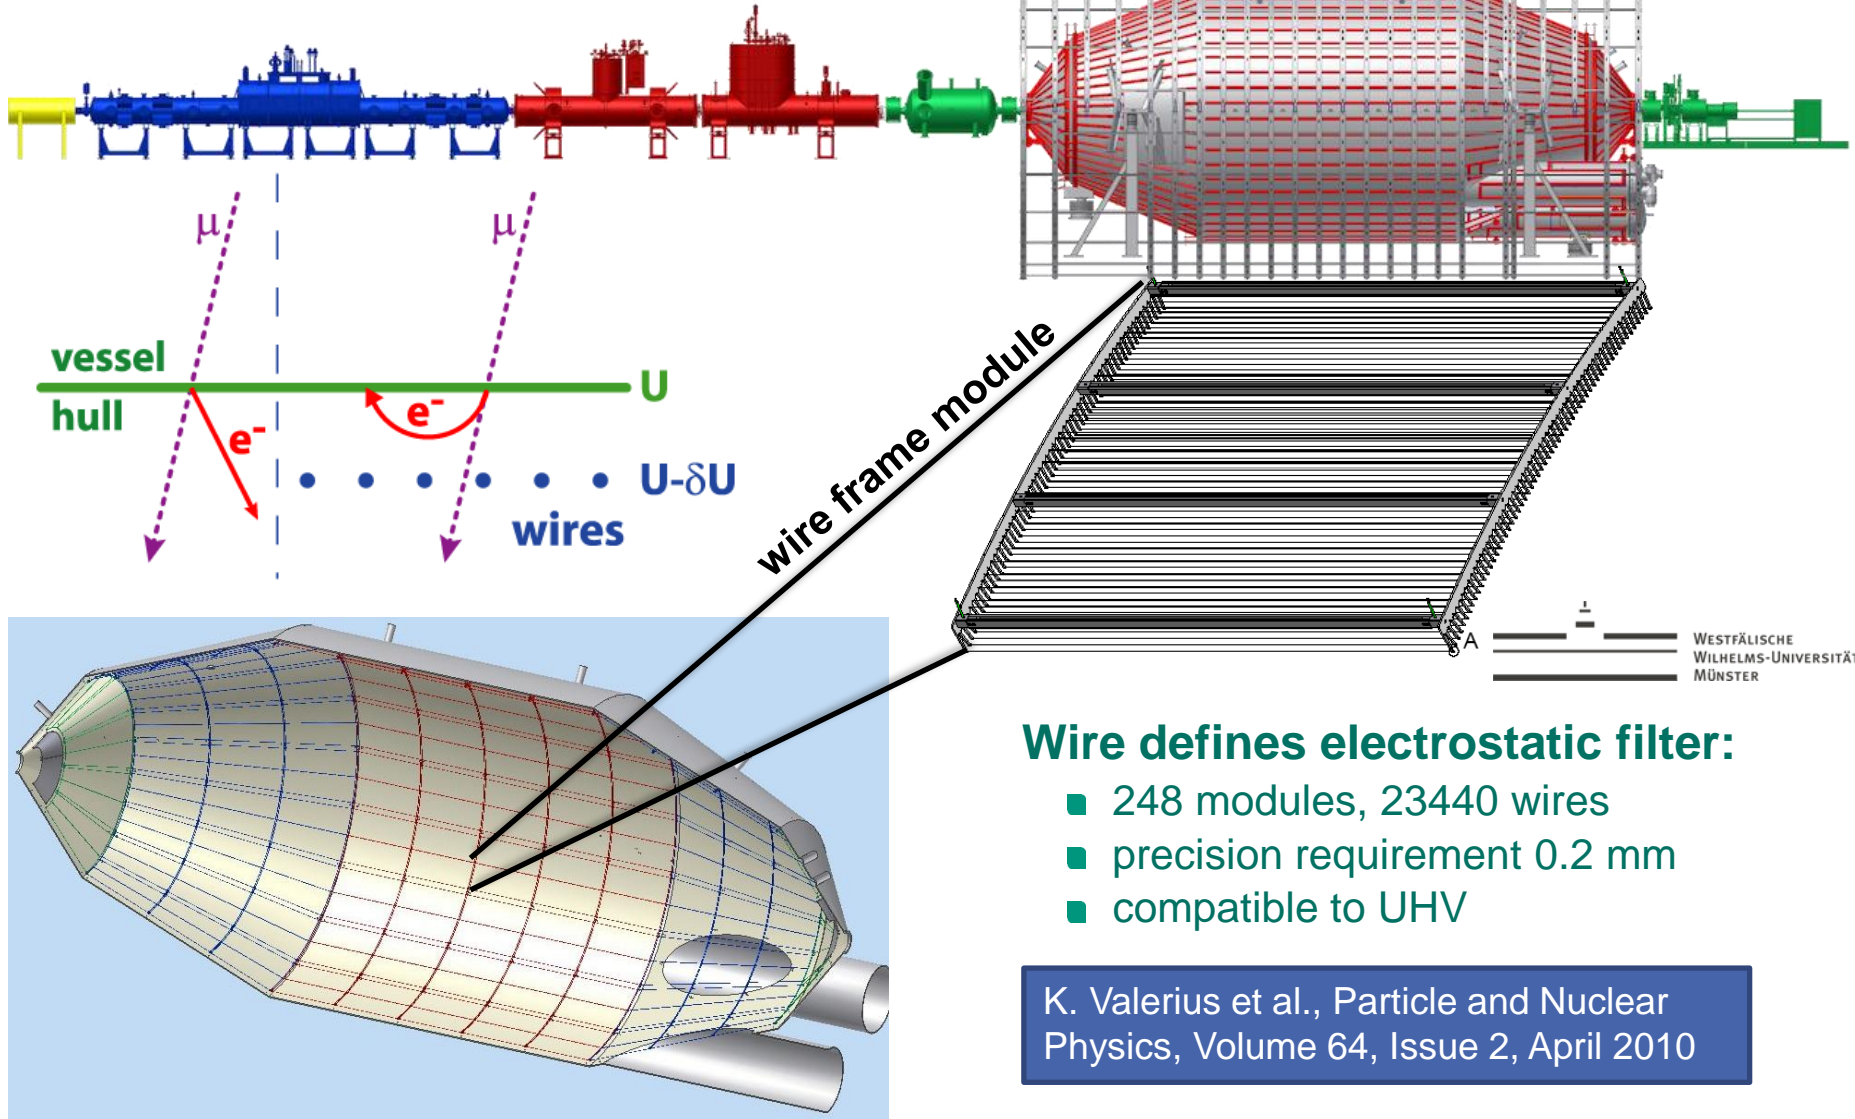 μ
μ
vessel
hull
U
e-
e-
U-δU
wires
wire frame module
A
WESTFÄLISCHE
WILHELMS-UNIVERSITÄT
MÜNSTER
Wire defines electrostatic filter:
248 modules, 23440 wires
precision requirement 0.2 mm
compatible to UHV
K. Valerius et al., Particle and Nuclear
Physics, Volume 64, Issue 2, April 2010